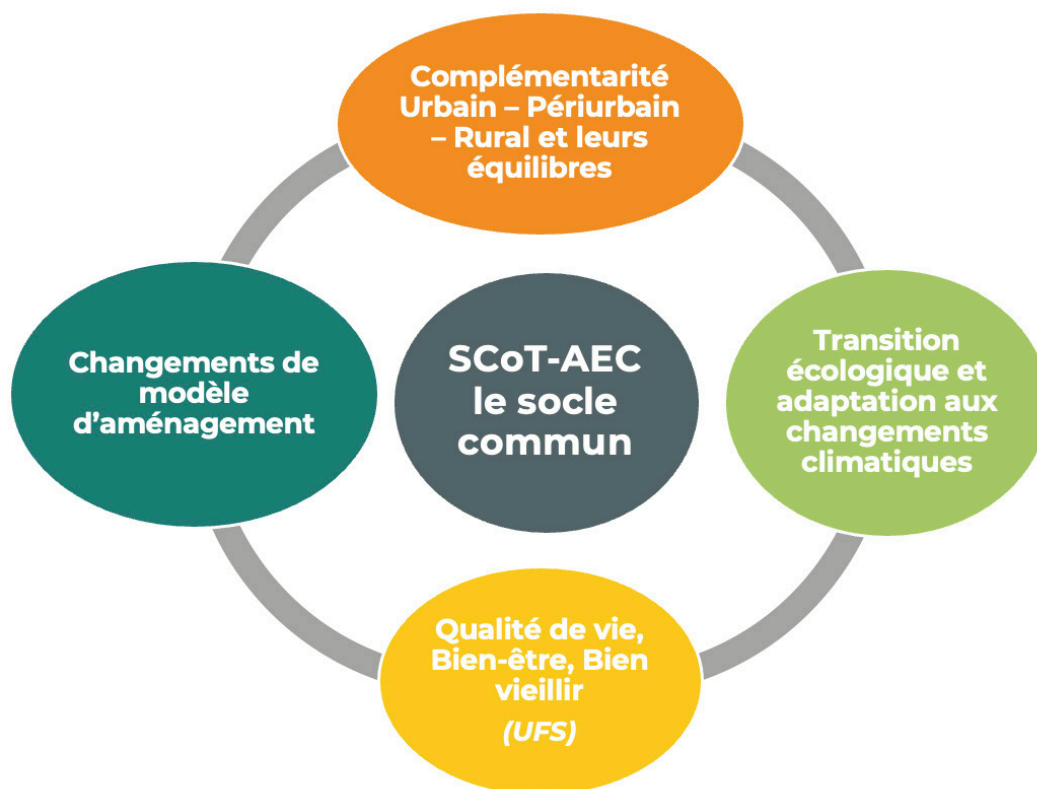 Complémentarité
Urbain – Périurbain
– Rural et leurs
équilibres
Changements de
modèle
d'aménagement
SCoT-AEC
le socle
commun
Transition
écologique et
adaptation aux
changements
climatiques
Qualité de vie,
Bien-être, Bien
vieillir
(UFS)